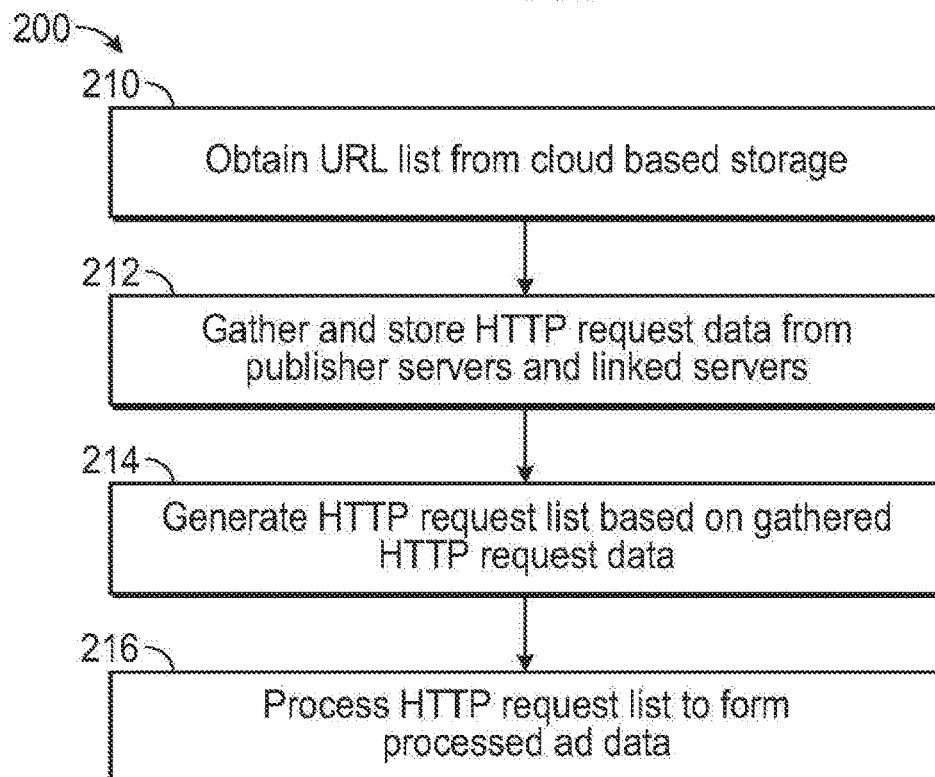 200
210
Obtain URL list from cloud based storage
212
Gather and store HTTP request data from
publisher servers and linked servers
214
Generate HTTP request list based on gathered
HTTP request data
216
Process HTTP request list to form
processed ad data